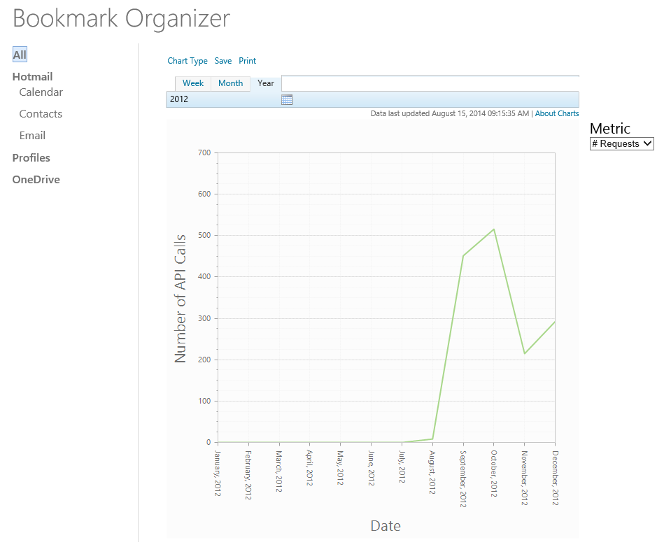 Bookmark Organizer
All
Hotmail
Calendar
Contacts
Email
Profiles
OneDrive
Chart Type Save Print
Week Month Year
2012
Data last updated August 15, 2014 09:15:35 AM | About Charts
Metric
# Requests
700
600
500
400
300
200
100
0
Number of API Calls
January, 2012
February, 2012
March, 2012
April, 2012
May, 2012
June, 2012
July, 2012
August, 2012
September, 2012
October, 2012
November, 2012
December, 2012
Date